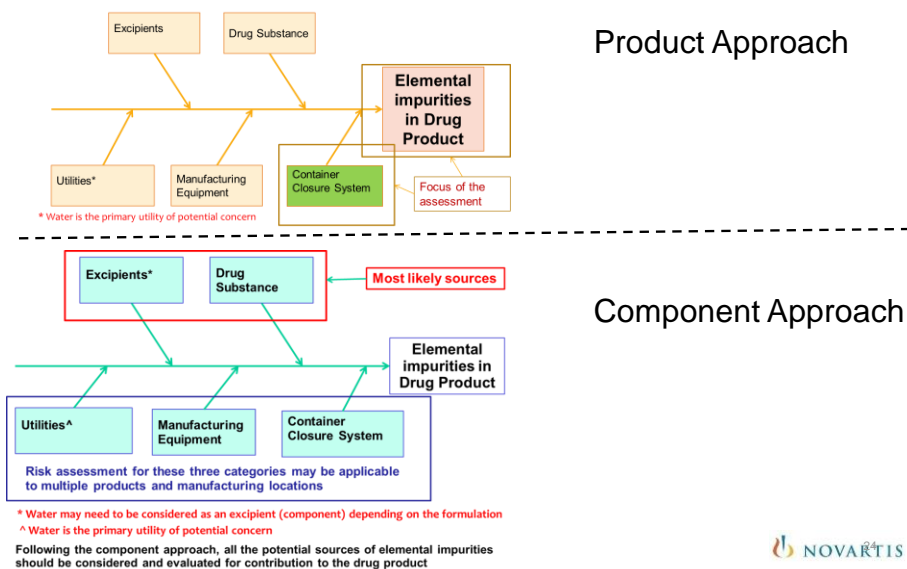 Product Approach
Excipients
Drug Substance
Elemental
impurities
in Drug
Product
Utilities*
Manufacturing
Equipment
Container
Closure System
Focus of the
assessment
* Water is the primary utility of potential concern
Component Approach
Excipients*
Drug
Substance
Most likely sources
Elemental
impurities in
Drug Product
Utilities^
Manufacturing
Equipment
Container
Closure System
Risk assessment for these three categories may be applicable
to multiple products and manufacturing locations
* Water may need to be considered as an excipient (component) depending on the formulation
^ Water is the primary utility of potential concern
Following the component approach, all the potential sources of elemental impurities
should be considered and evaluated for contribution to the drug product
NOVARTIS
24